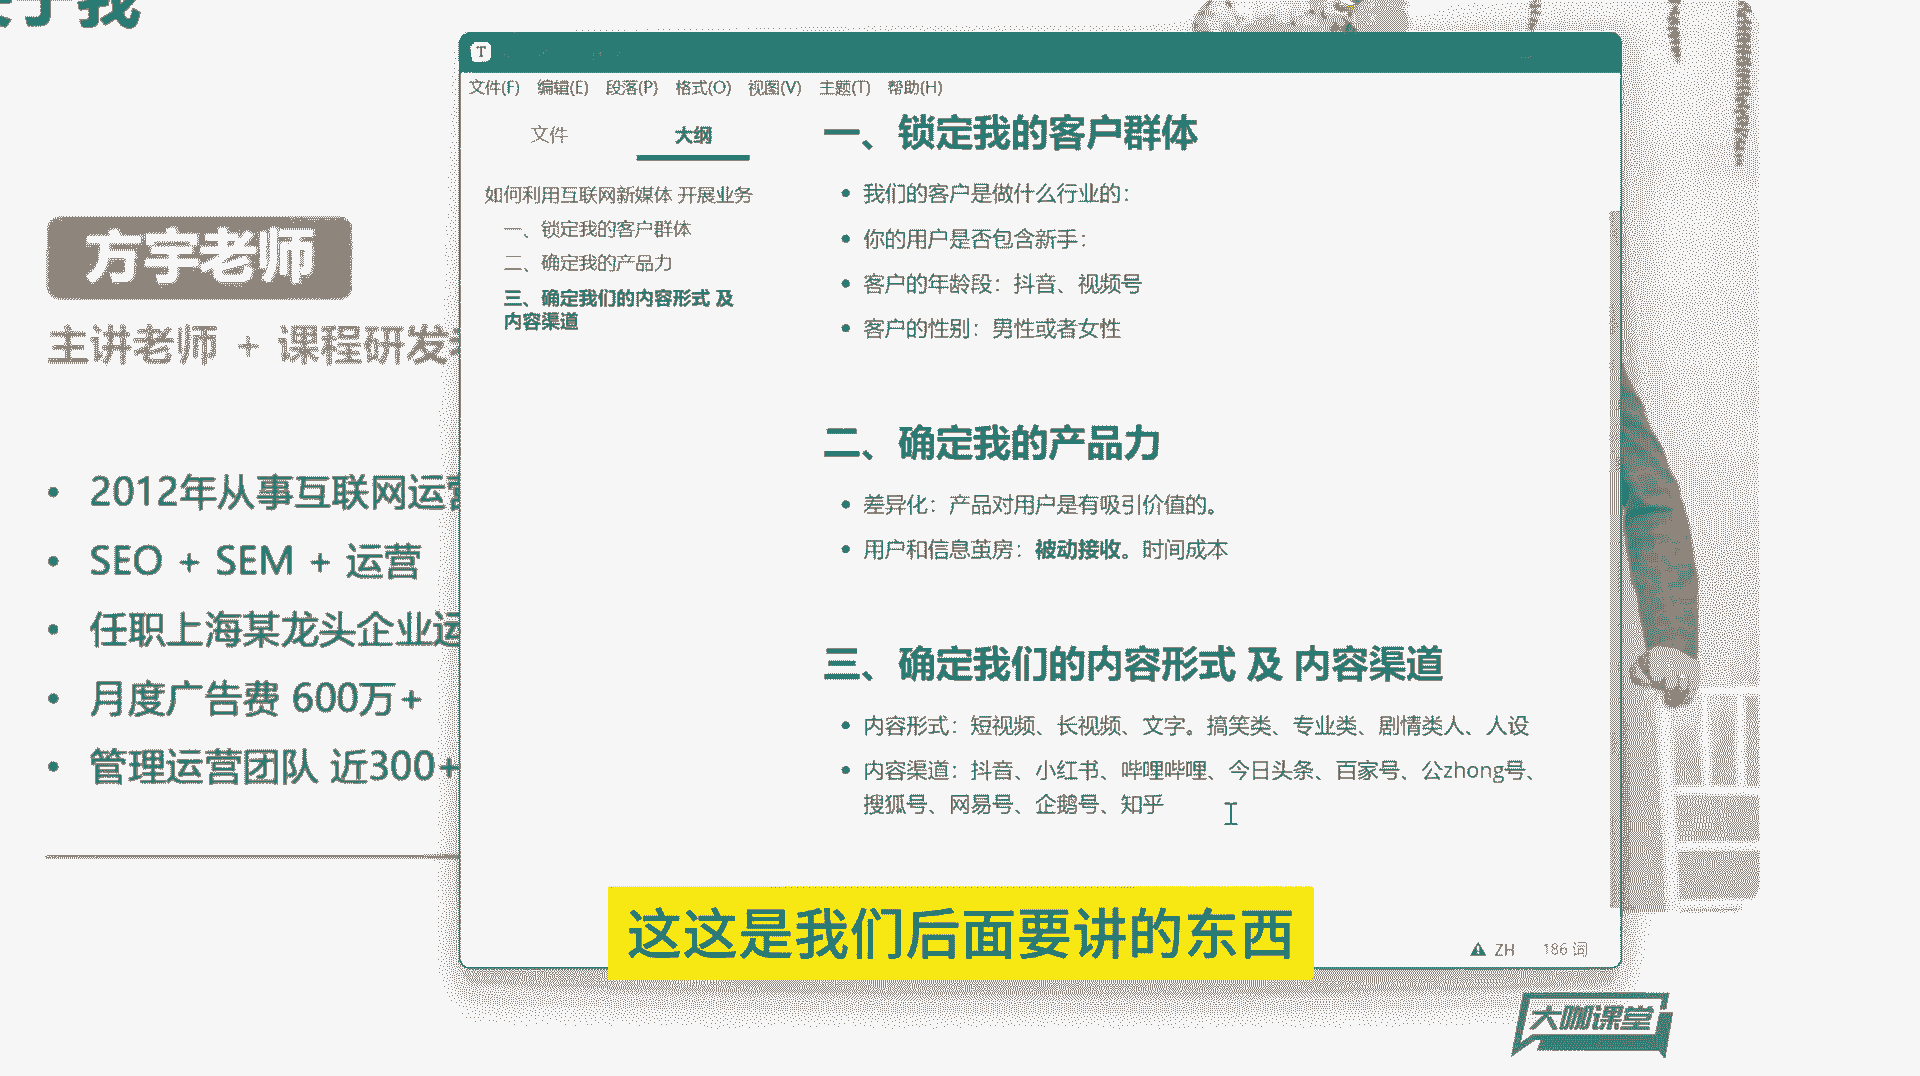 于我
方宇老师
主讲老师 + 课程研发
• 2012年从事互联网运营
• SEO + SEM + 运营
• 任职上海某龙头企业运
• 月度广告费 600万+
• 管理运营团队 近300+
T
文件(F) 编辑(E) 段落(P) 格式(O) 视图(V) 主题(T) 帮助(H)
文件 大纲
如何利用互联网新媒体 开展业务
一、锁定我的客户群体
二、确定我的产品力
三、确定我们的内容形式 及
内容渠道
一、锁定我的客户群体
• 我们的客户是做什么行业的：
• 你的用户是否包含新手：
• 客户的年龄段：抖音、视频号
• 客户的性别：男性或者女性
二、确定我的产品力
• 差异化：产品对用户是有吸引价值的。
• 用户和信息茧房：被动接收。时间成本
三、确定我们的内容形式 及 内容渠道
• 内容形式：短视频、长视频、文字。搞笑类、专业类、剧情类人、人设
• 内容渠道：抖音、小红书、哔哩哔哩、今日头条、百家号、公zhong号、
搜狐号、网易号、企鹅号、知乎
ZH 186 词
这这是我们后面要讲的东西
大咖课堂